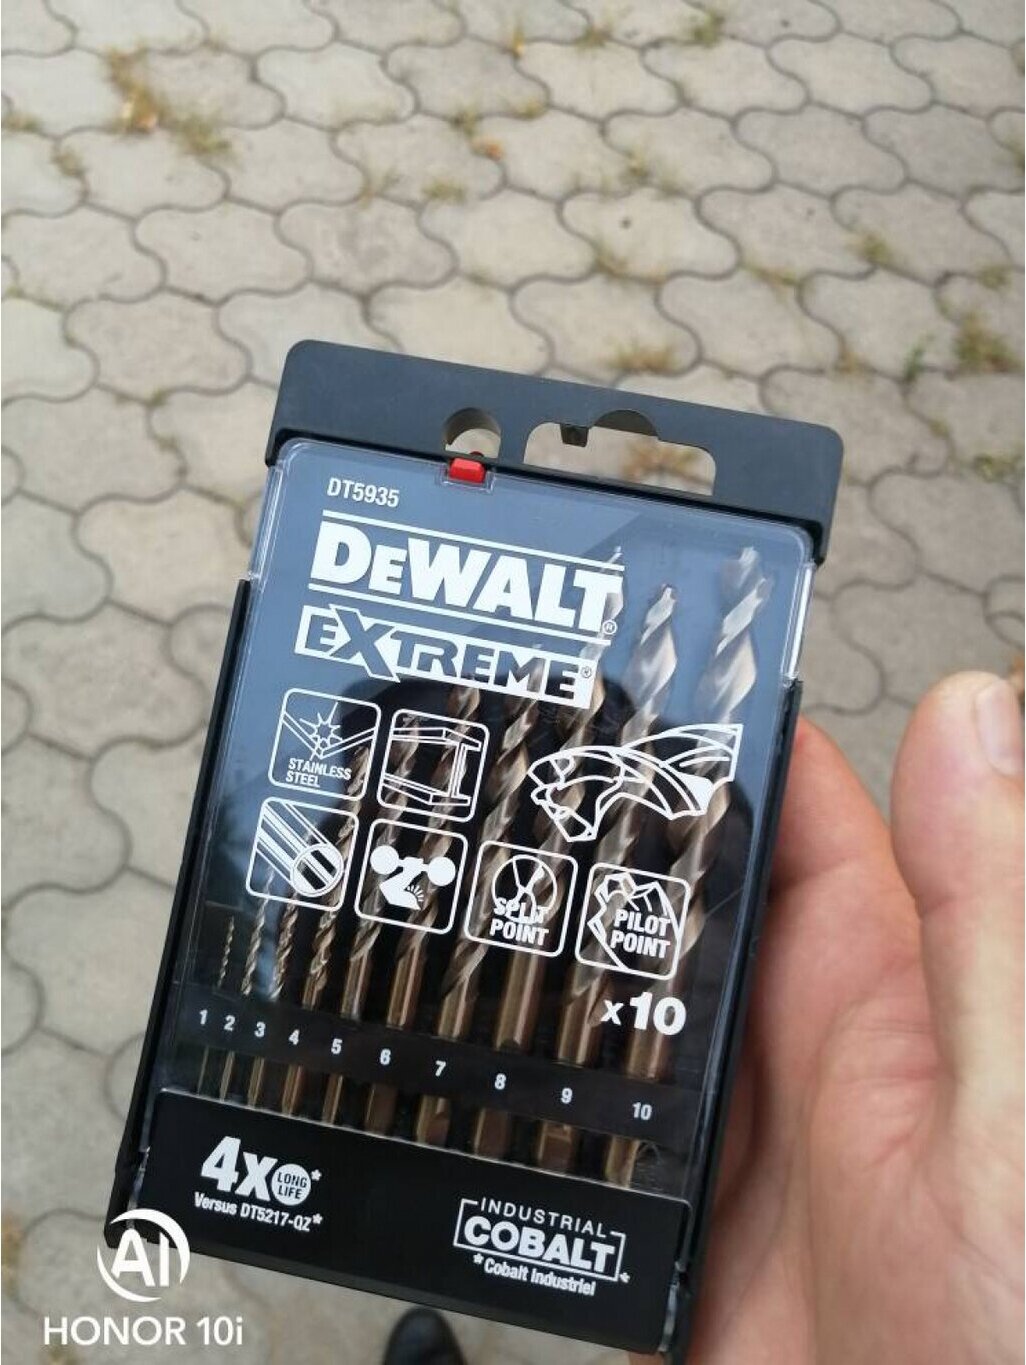 DT5935
DEWALT®
EXTREME®
STAINLESS
STEEL
SPLIT
POINT
PILOT
POINT
x10
1 2 3 4 5 6 7 8 9 10
4X LONG LIFE*
Versus DT5217-QZ*
INDUSTRIAL
COBALT
*Cobalt Industriel*
AI
HONOR 10i